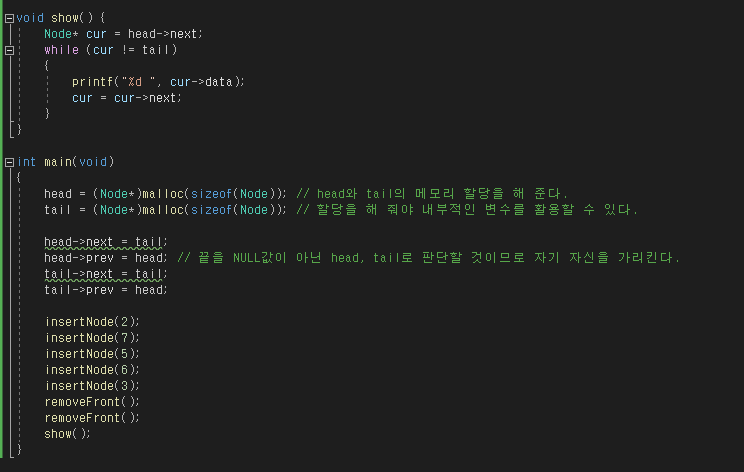 void show() {
Node* cur = head->next;
while (cur != tail)
{
printf("%d ", cur->data);
cur = cur->next;
}
}
int main(void)
{
head = (Node*)malloc(sizeof(Node)); // head와 tail의 메모리 할당을 해 준다.
tail = (Node*)malloc(sizeof(Node)); // 할당을 해 줘야 내부적인 변수를 활용할 수 있다.
head->next = tail;
head->prev = head; // 끝을 NULL값이 아닌 head, tail로 판단할 것이므로 자기 자신을 가리킨다.
tail->next = tail;
tail->prev = head;
insertNode(2);
insertNode(7);
insertNode(5);
insertNode(6);
insertNode(3);
removeFront();
removeFront();
show();
}